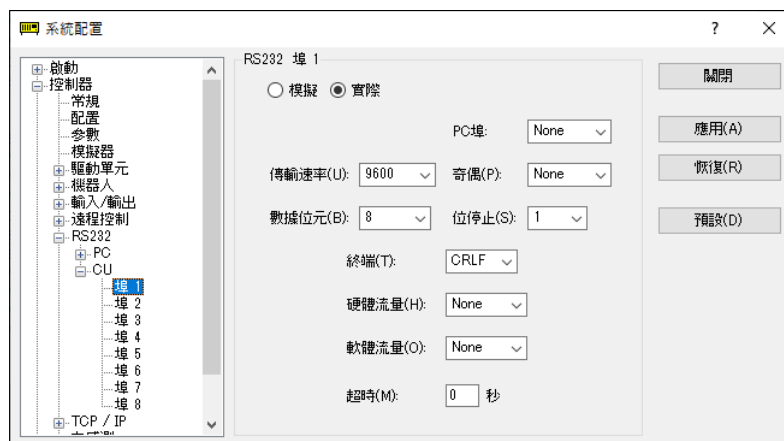 系統配置
?
啟動
控制器
常規
配置
參數
模擬器
驅動單元
機器人
輸入/輸出
遠程控制
RS232
PC
CU
埠 1
埠 2
埠 3
埠 4
埠 5
埠 6
埠 7
埠 8
TCP / IP
RS232 埠 1
模擬 實際
PC埠: None
傳輸速率(U): 9600 奇偶(P): None
數據位元(B): 8 位停止(S): 1
終端(T): CRLF
硬體流量(H): None
軟體流量(O): None
超時(M): 0 秒
關閉
應用(A)
恢復(R)
預設(D)